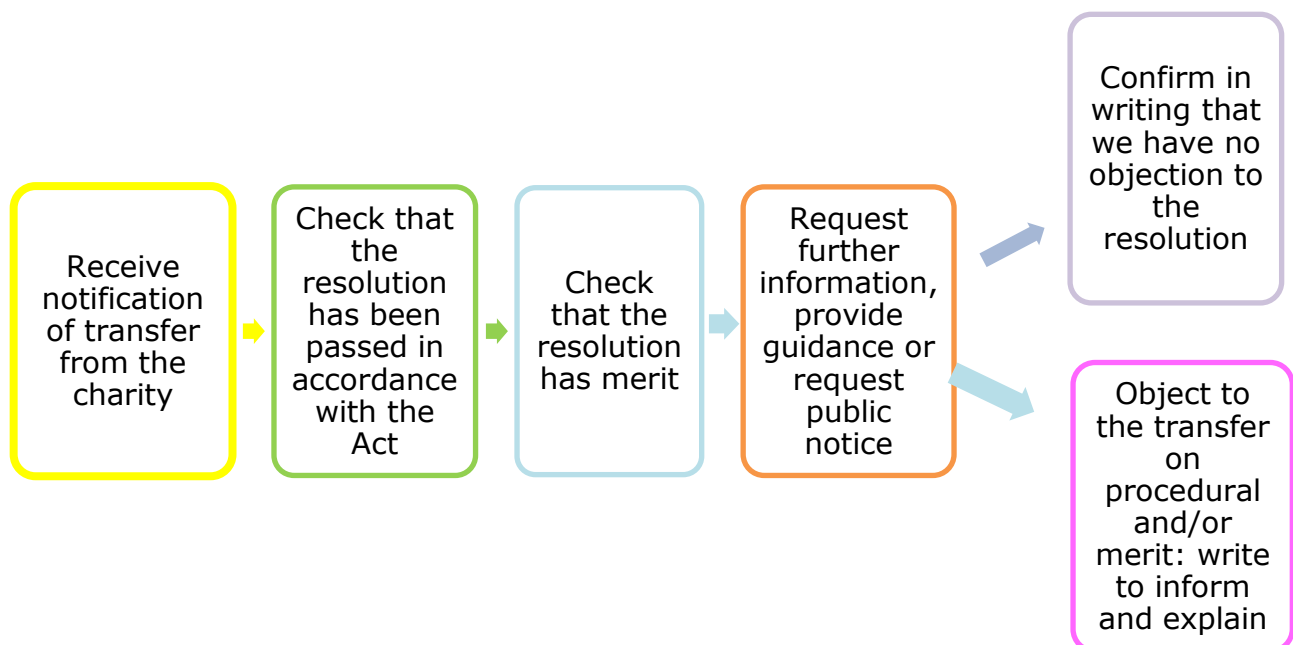 Receive
notification
of transfer
from the
charity
Check that
the
resolution
has been
passed in
accordance
with the
Act
Check
that the
resolution
has merit
Request
further
information,
provide
guidance or
request
public
notice
Confirm in
writing that
we have no
objection to
the
resolution
Object to
the transfer
on
procedural
and/or
merit: write
to inform
and explain